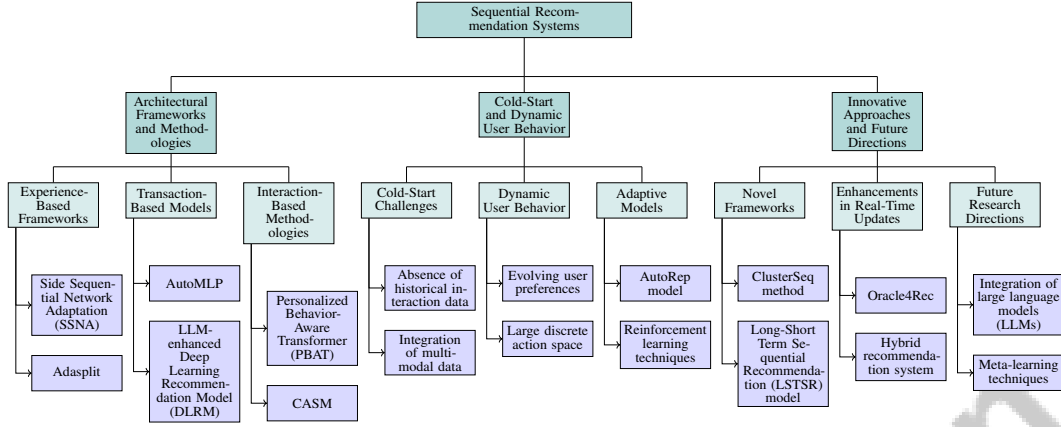 Sequential Recom-
mendation Systems
Architectural
Frameworks
and Method-
ologies
Cold-Start
and Dynamic
User Behavior
Innovative
Approaches
and Future
Directions
Experience-
Based Frameworks
Transaction-
Based Models
Interaction-
Based Method-
ologies
Cold-Start
Challenges
Dynamic
User Behavior
Adaptive
Models
Novel
Frameworks
Enhancements
in Real-Time
Updates
Future
Research
Directions
Side Sequen-
tial Network
Adaptation
(SSNA)
Adasplit
AutoMLP
LLM-
enhanced
Deep
Learning
Recommen-
dation Model
(DLRM)
Personalized
Behavior-
Aware
Transformer
(PBAT)
CASM
Absence of
historical inter-
action data
Integration
of multi-
modal data
Evolving user
preferences
Large discrete
action space
AutoRep
model
Reinforcement
learning
techniques
ClusterSeq
method
Long-Short
Term Se-
quential
Recommenda-
tion (LSTSR)
model
Oracle4Rec
Hybrid
recommenda-
tion system
Integration of
large language
models
(LLMs)
Meta-learning
techniques